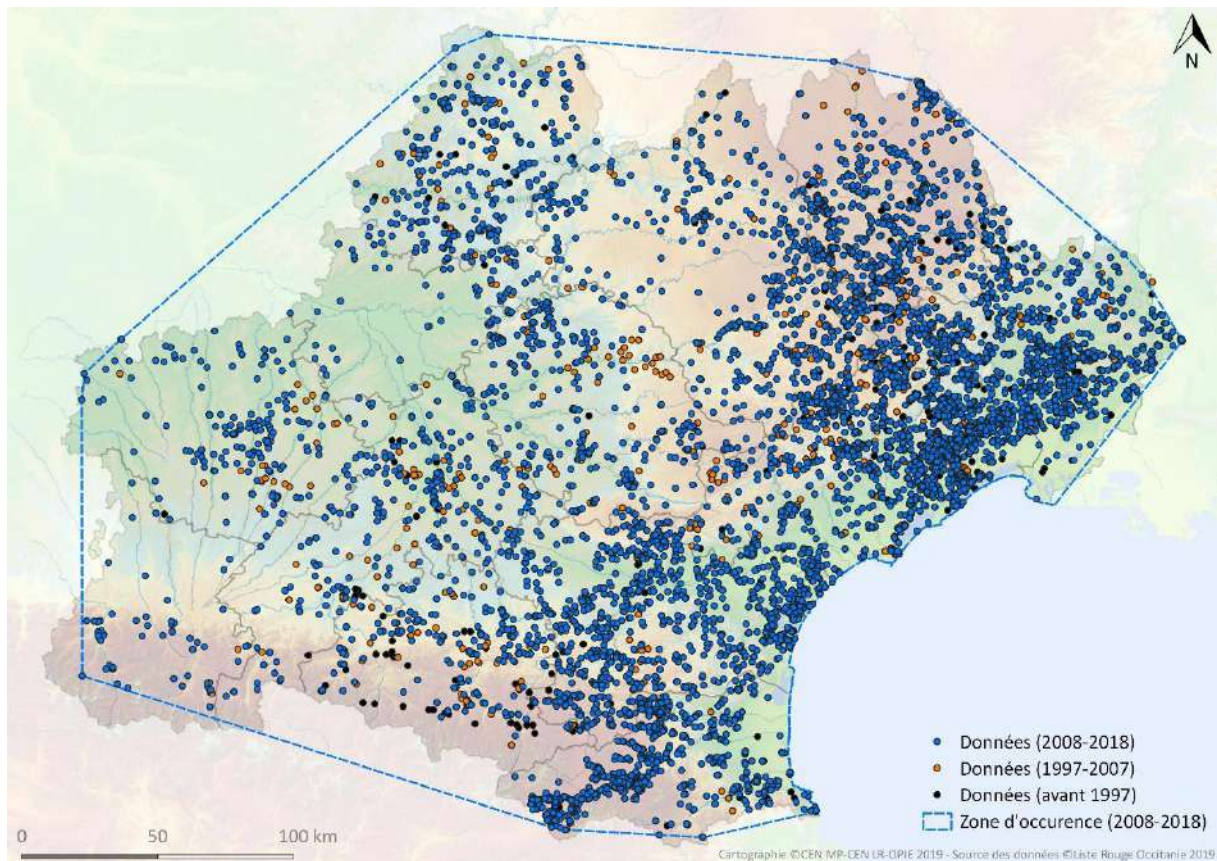 N
Données (2008-2018)
Données (1997-2007)
Données (avant 1997)
Zone d'occurence (2008-2018)
0 50 100 km
Cartographie ©CEN MP-CEN LR-OPIE 2019 - Source des données ©Liste Rouge Occitanie 2019